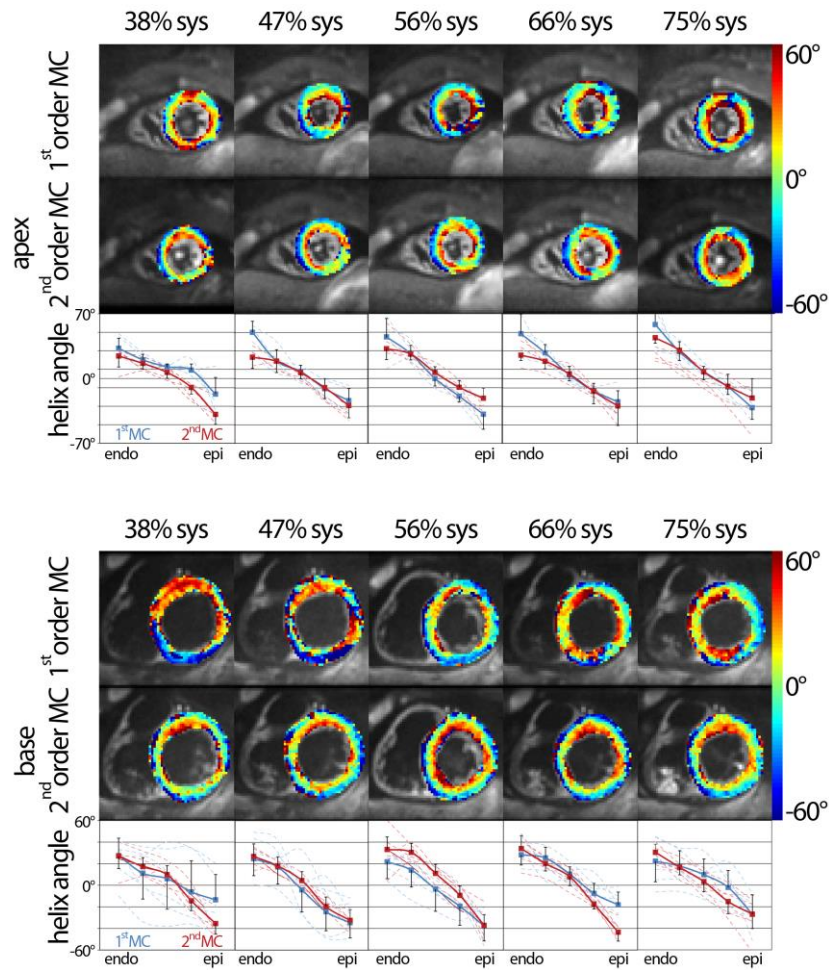 38% sys 47% sys 56% sys 66% sys 75% sys
apex
1st order MC
2nd order MC
60°
0°
-60°
helix angle
70°
0°
-70°
1stMC 2ndMC
endo epi endo epi endo epi endo epi endo epi
38% sys 47% sys 56% sys 66% sys 75% sys
base
1st order MC
2nd order MC
60°
0°
-60°
helix angle
60°
0°
-60°
1stMC 2ndMC
endo epi endo epi endo epi endo epi endo epi